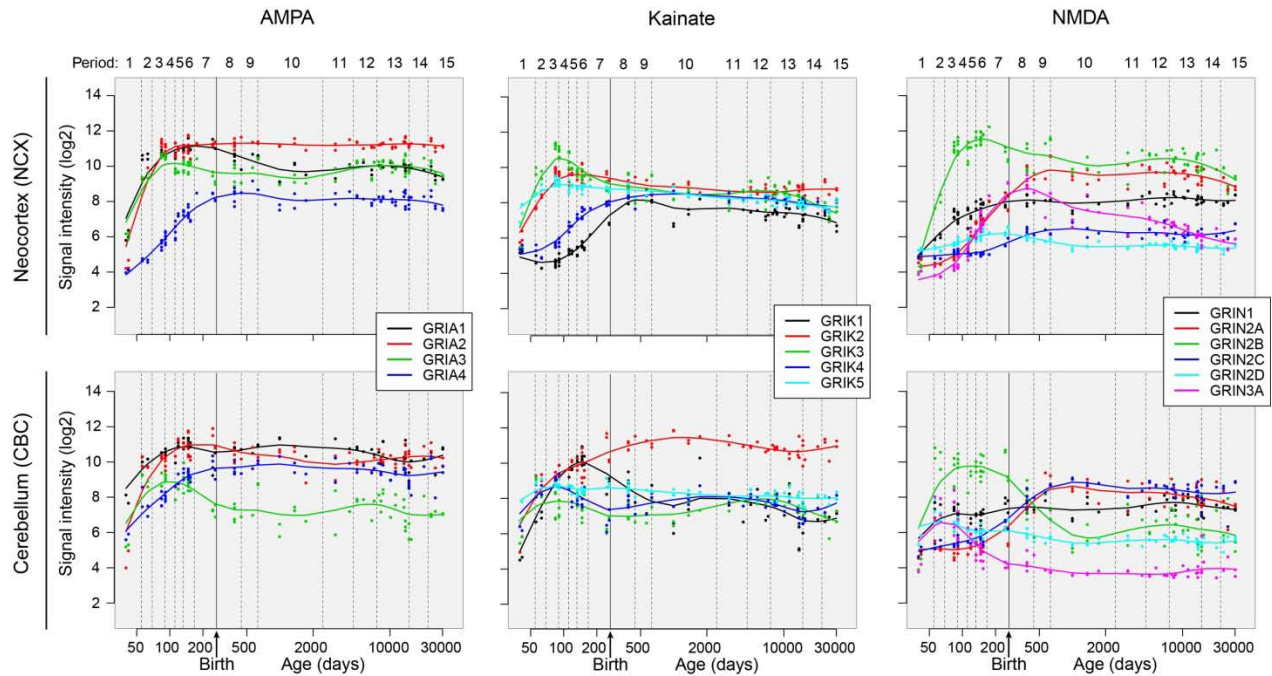 AMPA Kainate NMDA
Period: 1 2 3 4 5 6 7 8 9 10 11 12 13 14 15
1 2 3 4 5 6 7 8 9 10 11 12 13 14 15
1 2 3 4 5 6 7 8 9 10 11 12 13 14 15
Neocortex (NCX)
Signal intensity (log2)
14 12 10 8 6 4 2
GRIA1
GRIA2
GRIA3
GRIA4
GRIK1
GRIK2
GRIK3
GRIK4
GRIK5
GRIN1
GRIN2A
GRIN2B
GRIN2C
GRIN2D
GRIN3A
Cerebellum (CBC)
Signal intensity (log2)
14 12 10 8 6 4 2
50 100 200 500 2000 10000 30000
Birth Age (days)
50 100 200 500 2000 10000 30000
Birth Age (days)
50 100 200 500 2000 10000 30000
Birth Age (days)